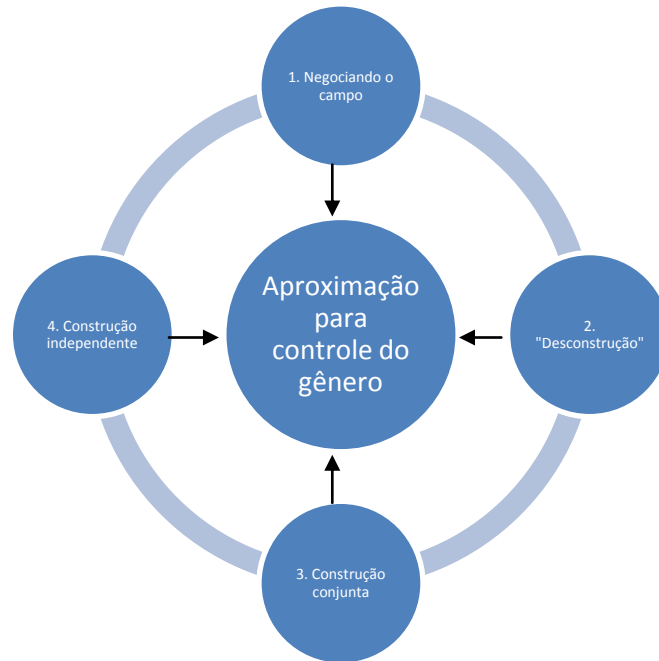 1. Negociando o
campo
Aproximação
para
controle do
gênero
4. Construção
independente
2.
"Desconstrução"
3. Construção
conjunta